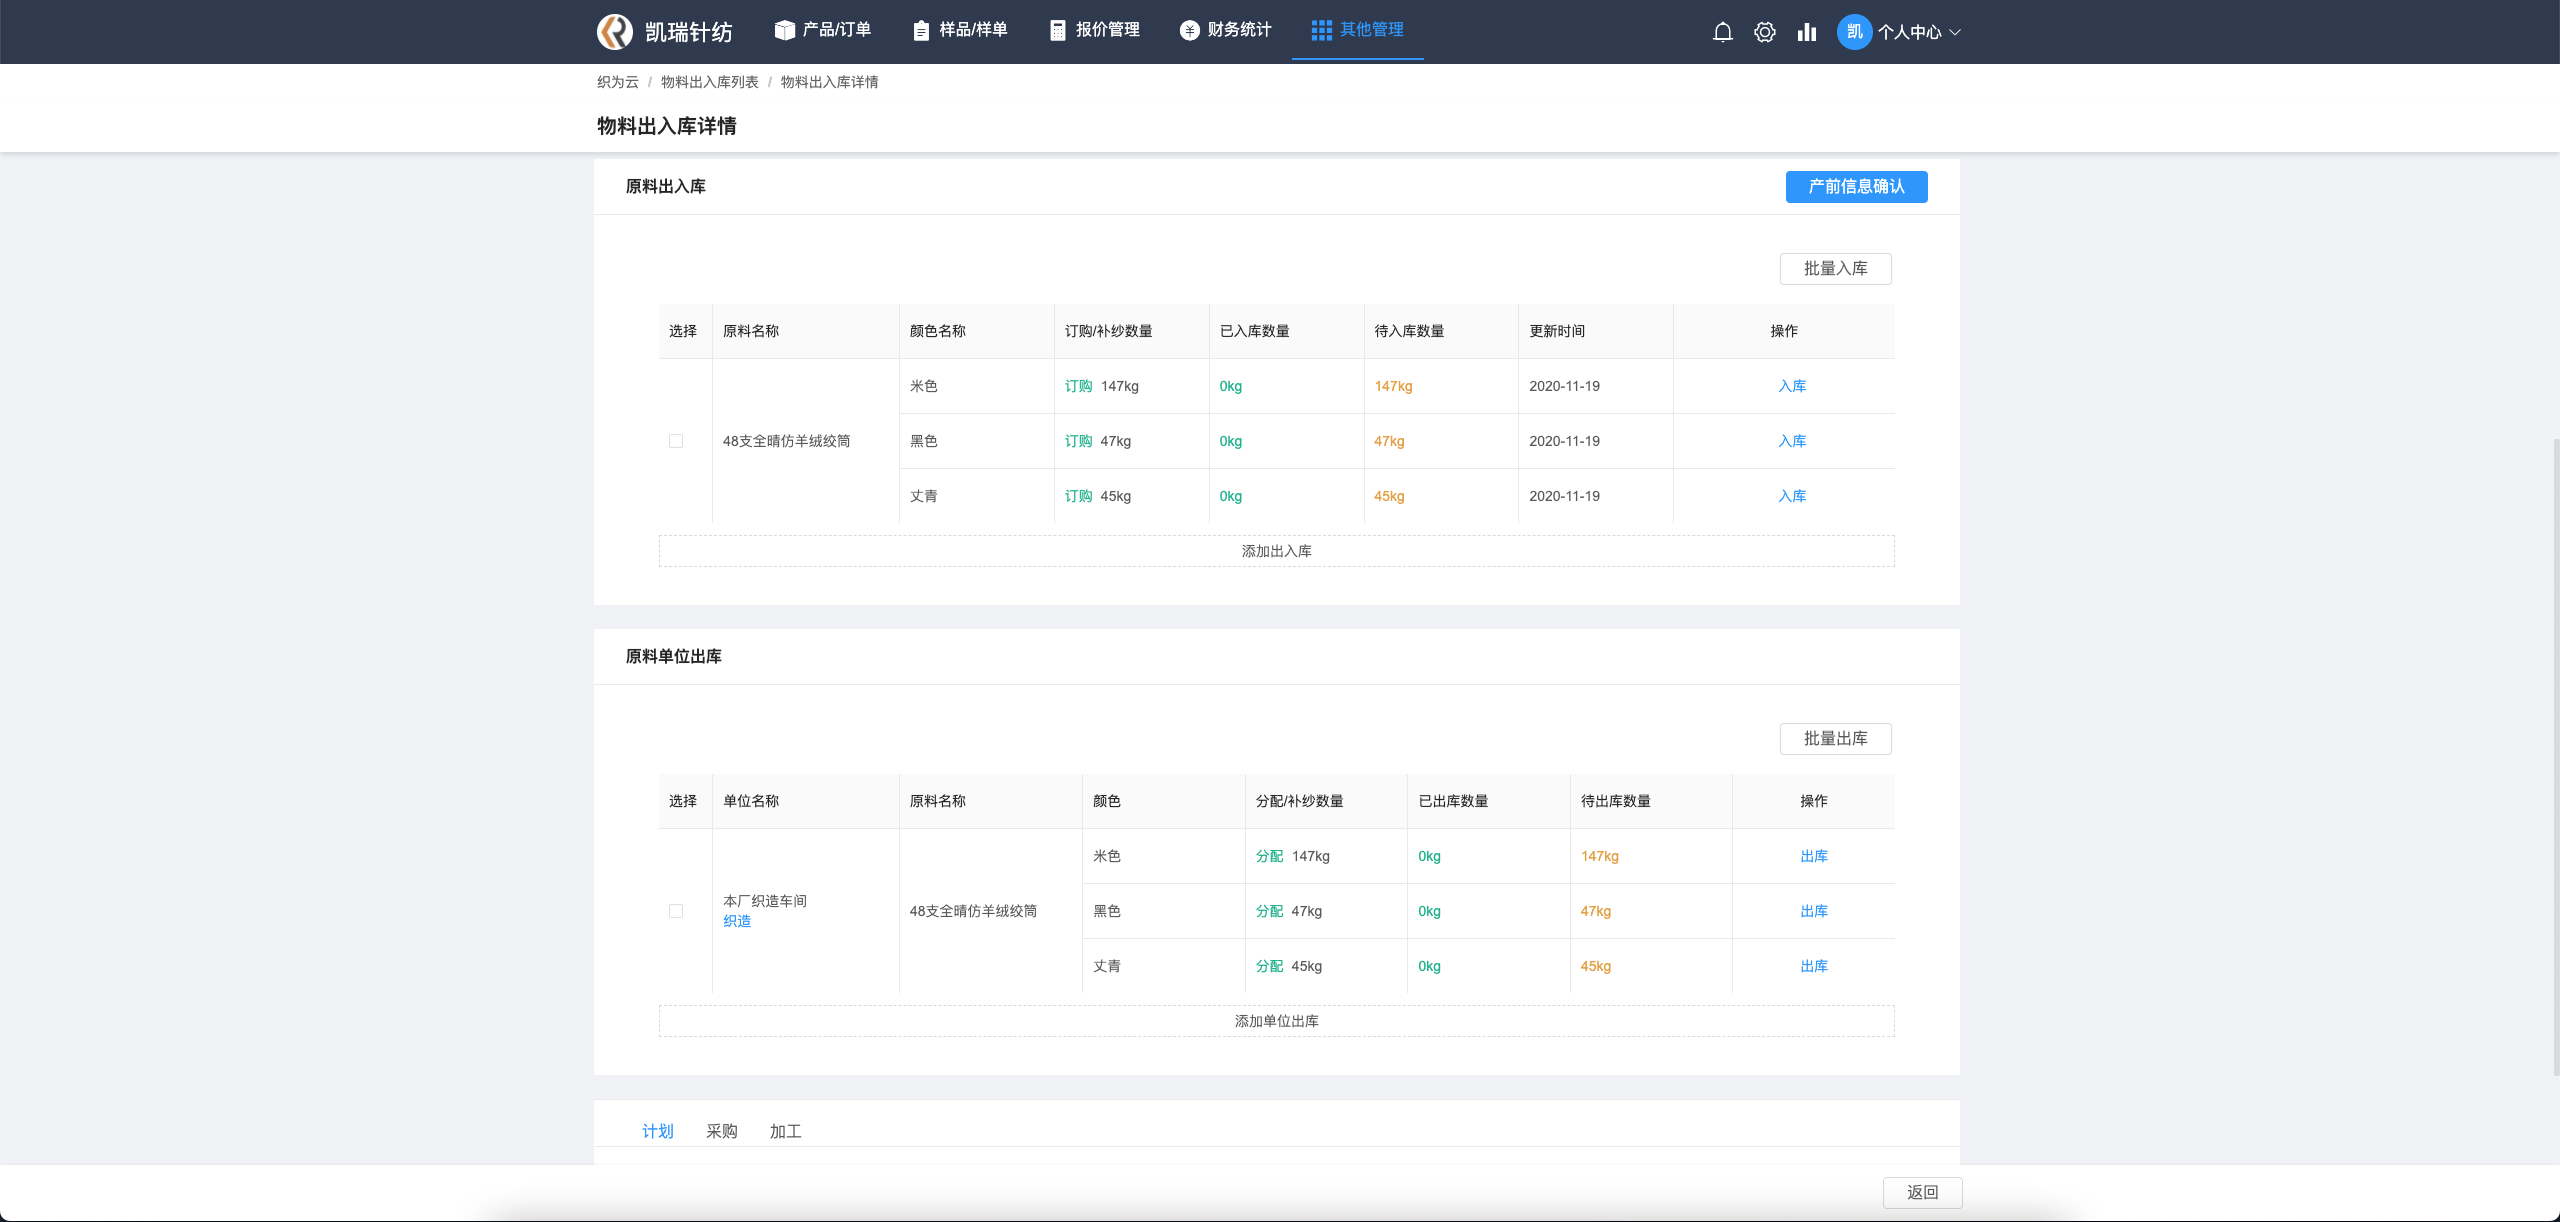 凯瑞针纺 产品/订单 样品/样单 报价管理 财务统计 其他管理 凯 个人中心
织为云 / 物料出入库列表 / 物料出入库详情
物料出入库详情
原料出入库 产前信息确认
批量入库
选择 原料名称 颜色名称 订购/补纱数量 已入库数量 待入库数量 更新时间 操作
米色 订购 147kg 0kg 147kg 2020-11-19 入库
48支全晴仿羊绒绞筒 黑色 订购 47kg 0kg 47kg 2020-11-19 入库
丈青 订购 45kg 0kg 45kg 2020-11-19 入库
添加出入库
原料单位出库
批量出库
选择 单位名称 原料名称 颜色 分配/补纱数量 已出库数量 待出库数量 操作
米色 分配 147kg 0kg 147kg 出库
本厂织造车间
织造
48支全晴仿羊绒绞筒 黑色 分配 47kg 0kg 47kg 出库
丈青 分配 45kg 0kg 45kg 出库
添加单位出库
计划 采购 加工
返回